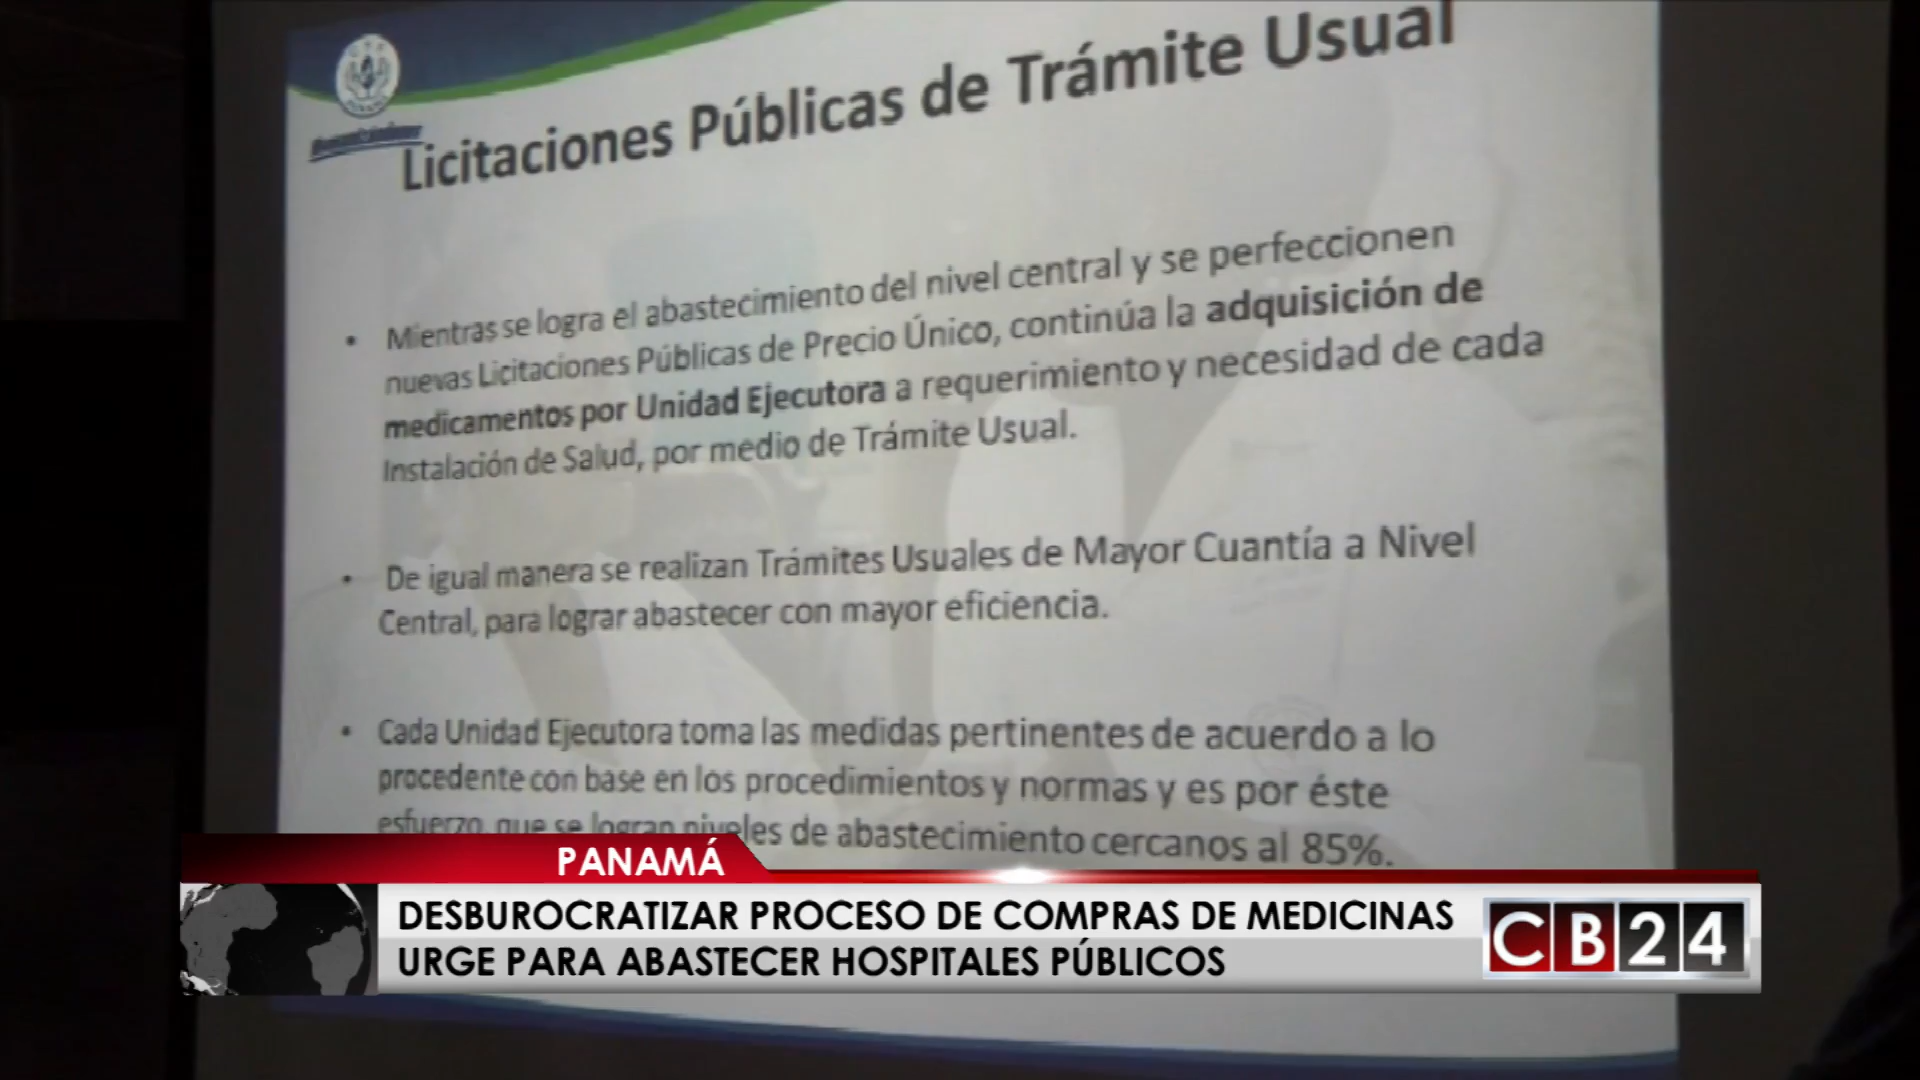 Licitaciones Públicas de Trámite Usual
• Mientras se logra el abastecimiento del nivel central y se perfeccionen
nuevas Licitaciones Públicas de Precio Único, continúa la adquisición de
medicamentos por Unidad Ejecutora a requerimiento y necesidad de cada
Instalación de Salud, por medio de Trámite Usual.
• De igual manera se realizan Trámites Usuales de Mayor Cuantía a Nivel
Central, para lograr abastecer con mayor eficiencia.
• Cada Unidad Ejecutora toma las medidas pertinentes de acuerdo a lo
procedente con base en los procedimientos y normas y es por éste
esfuerzo, que se logran niveles de abastecimiento cercanos al 85%.
PANAMÁ
DESBUROCRATIZAR PROCESO DE COMPRAS DE MEDICINAS
URGE PARA ABASTECER HOSPITALES PÚBLICOS
CB24